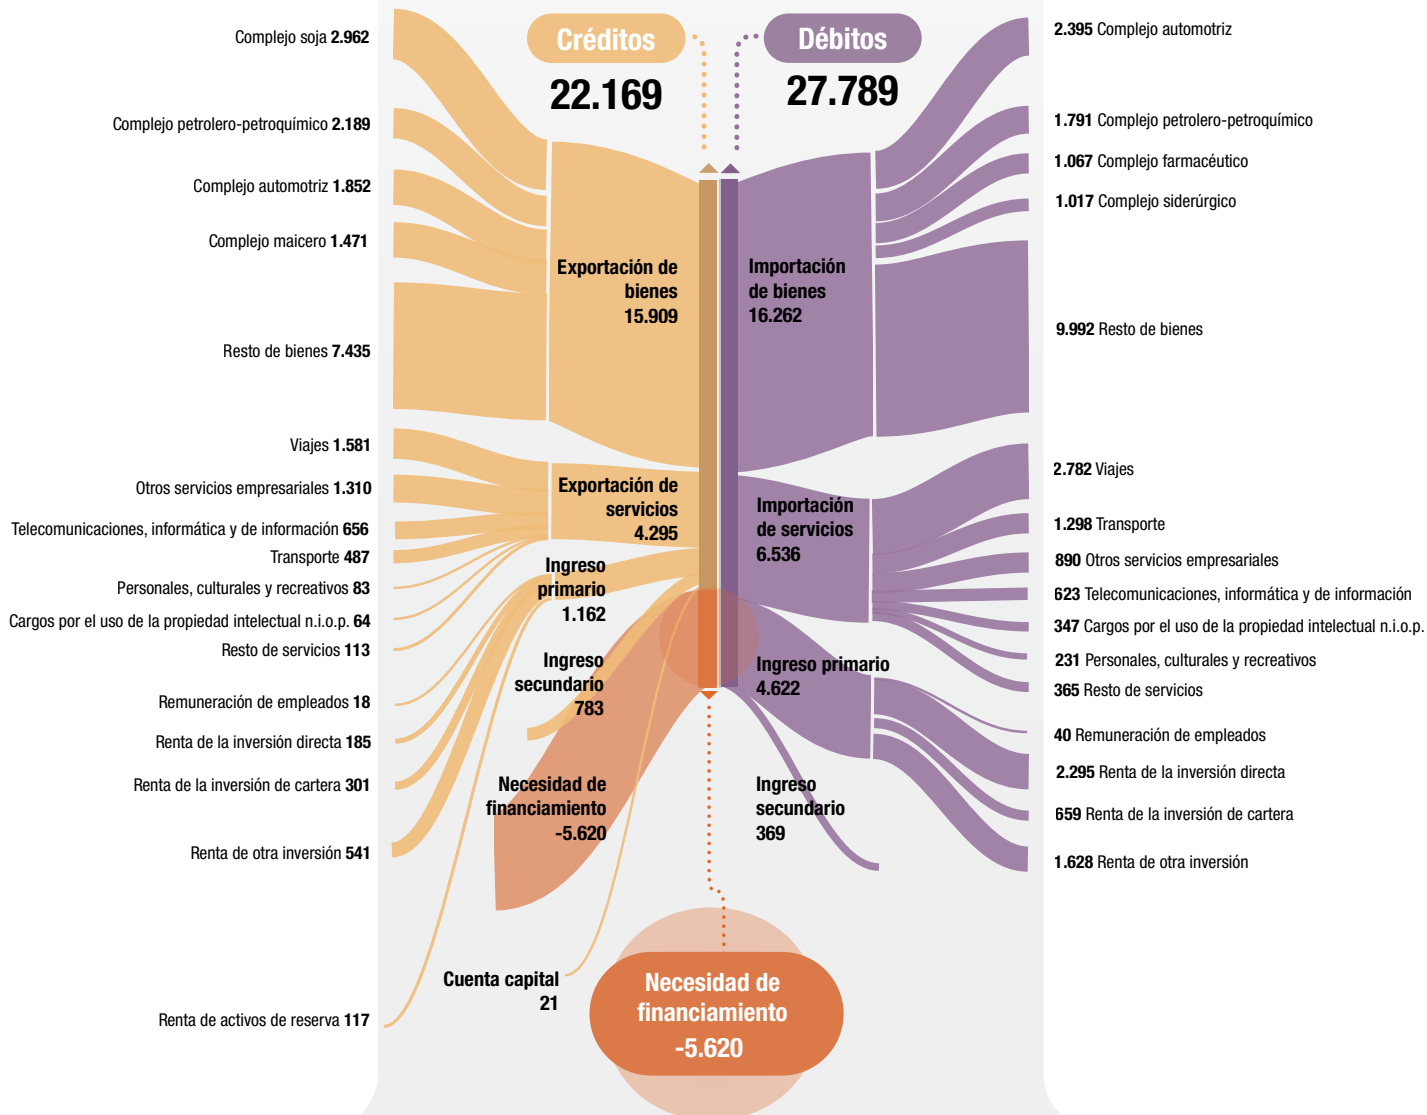 Créditos
22.169
Débitos
27.789
Complejo soja 2.962
Complejo petrolero-petroquímico 2.189
Complejo automotriz 1.852
Complejo maicero 1.471
Resto de bienes 7.435
Viajes 1.581
Otros servicios empresariales 1.310
Telecomunicaciones, informática y de información 656
Transporte 487
Personales, culturales y recreativos 83
Cargos por el uso de la propiedad intelectual n.i.o.p. 64
Resto de servicios 113
Remuneración de empleados 18
Renta de la inversión directa 185
Renta de la inversión de cartera 301
Renta de otra inversión 541
Renta de activos de reserva 117
Exportación de
bienes
15.909
Exportación de
servicios
4.295
Ingreso
primario
1.162
Ingreso
secundario
783
Necesidad de
financiamiento
-5.620
Cuenta capital
21
Importación
de bienes
16.262
Importación
de servicios
6.536
Ingreso primario
4.622
Ingreso
secundario
369
Necesidad de
financiamiento
-5.620
2.395 Complejo automotriz
1.791 Complejo petrolero-petroquímico
1.067 Complejo farmacéutico
1.017 Complejo siderúrgico
9.992 Resto de bienes
2.782 Viajes
1.298 Transporte
890 Otros servicios empresariales
623 Telecomunicaciones, informática y de información
347 Cargos por el uso de la propiedad intelectual n.i.o.p.
231 Personales, culturales y recreativos
365 Resto de servicios
40 Remuneración de empleados
2.295 Renta de la inversión directa
659 Renta de la inversión de cartera
1.628 Renta de otra inversión